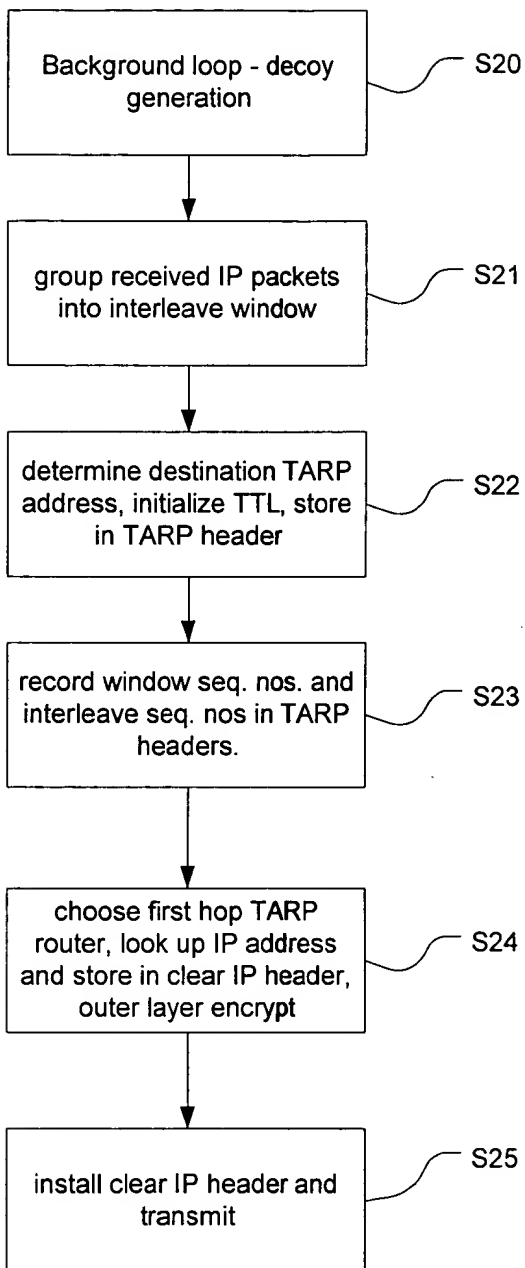 Background loop - decoy
generation
S20
group received IP packets
into interleave window
S21
determine destination TARP
address, initialize TTL, store
in TARP header
S22
record window seq. nos. and
interleave seq. nos in TARP
headers.
S23
choose first hop TARP
router, look up IP address
and store in clear IP header,
outer layer encrypt
S24
install clear IP header and
transmit
S25